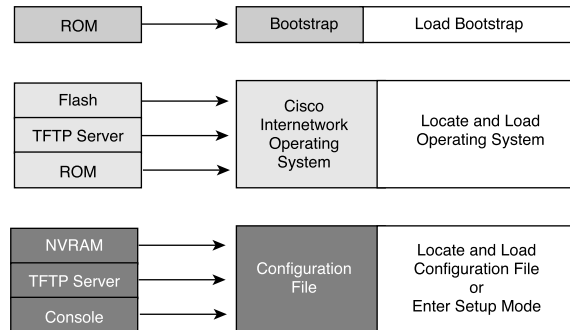 ROM
Bootstrap
Load Bootstrap
Flash
TFTP Server
ROM
Cisco
Internetwork
Operating
System
Locate and Load
Operating System
NVRAM
TFTP Server
Console
Configuration
File
Locate and Load
Configuration File
or
Enter Setup Mode